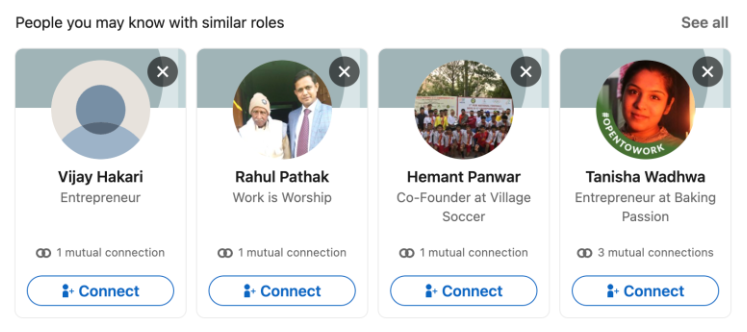 People you may know with similar roles
See all
Vijay Hakari
Entrepreneur
1 mutual connection
Connect
Rahul Pathak
Work is Worship
1 mutual connection
Connect
Hemant Panwar
Co-Founder at Village
Soccer
1 mutual connection
Connect
#OPENTOWORK
Tanisha Wadhwa
Entrepreneur at Baking
Passion
3 mutual connections
Connect